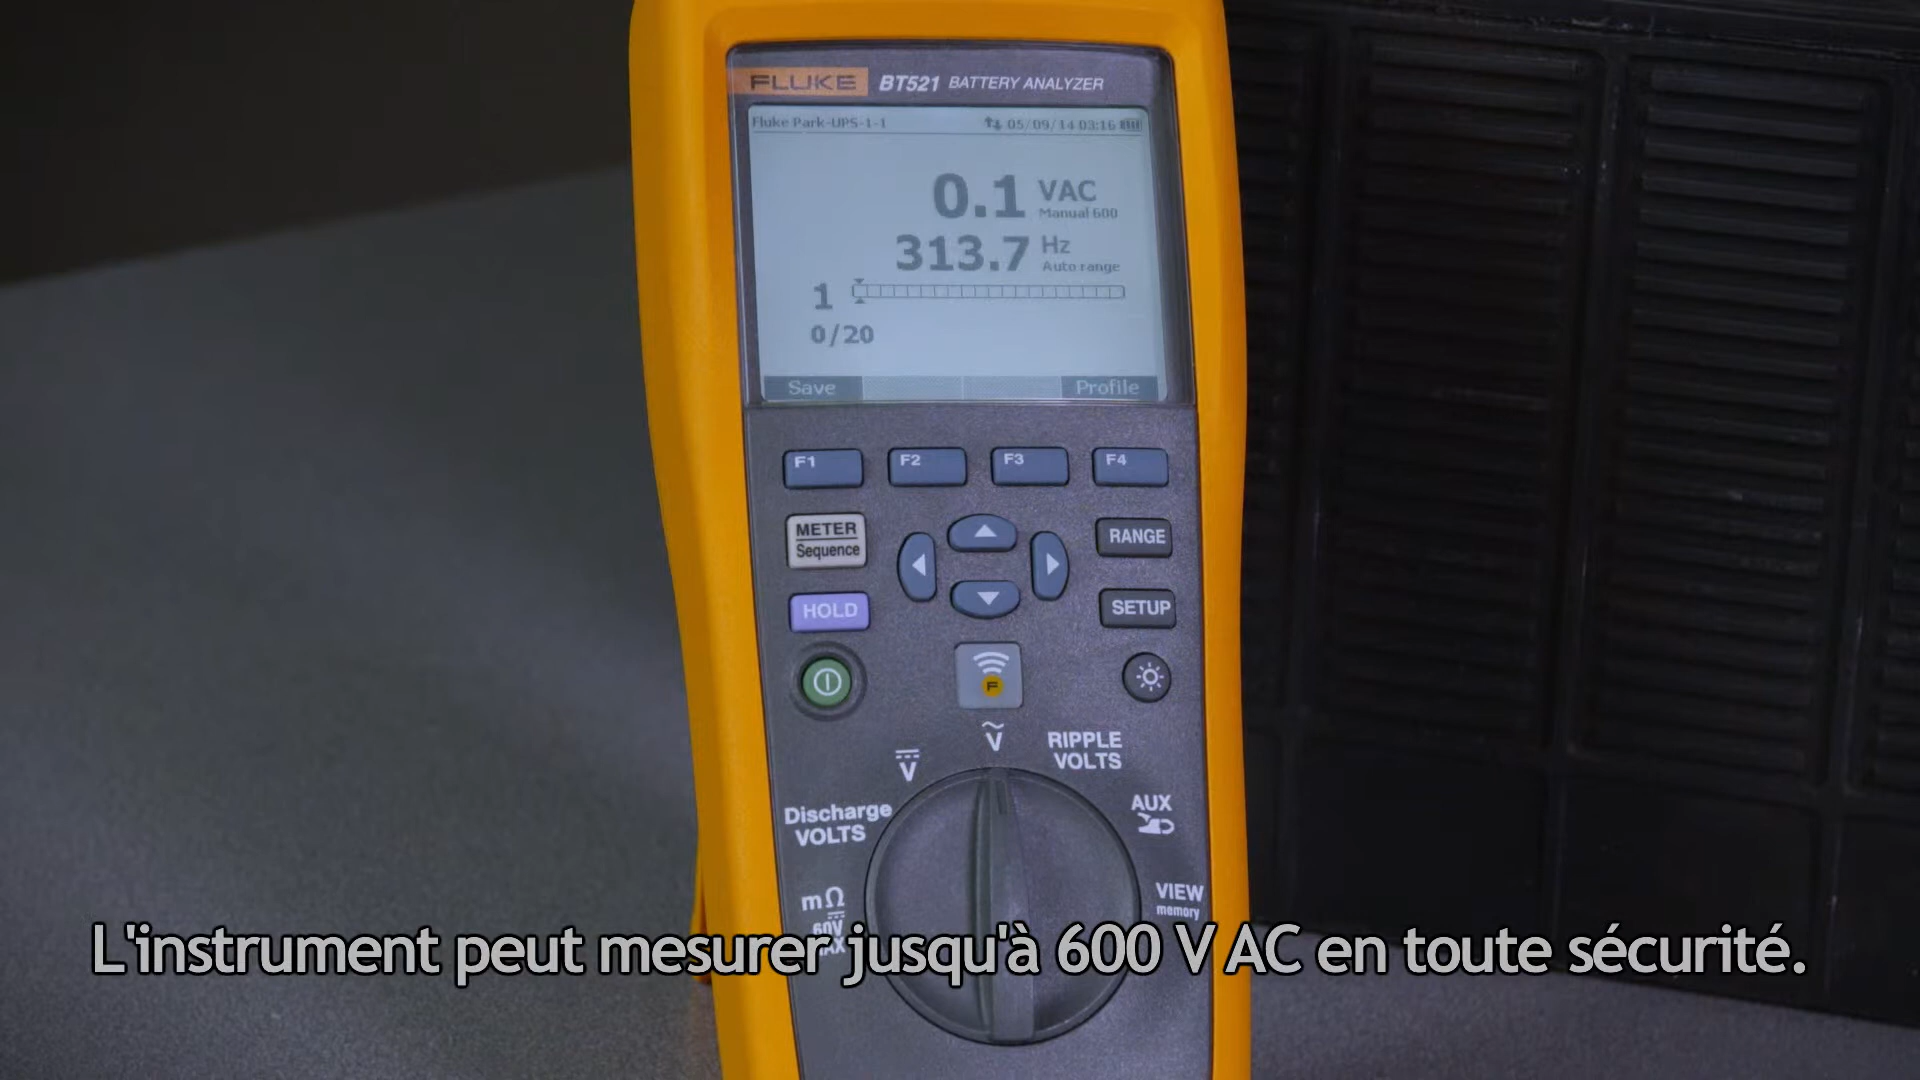 FLUKE BT521 BATTERY ANALYZER
Fluke Park-UPS-1-1 05/09/14 03:16
0.1 VAC
Manual 600
313.7 Hz
Auto range
1
0/20
Save Profile
F1 F2 F3 F4
METER
Sequence
RANGE
HOLD
SETUP
F
Ṽ
RIPPLE
VOLTS
V
AUX
Discharge
VOLTS
mΩ
60V
VIEW
memory
L'instrument peut mesurer jusqu'à 600 V AC en toute sécurité.